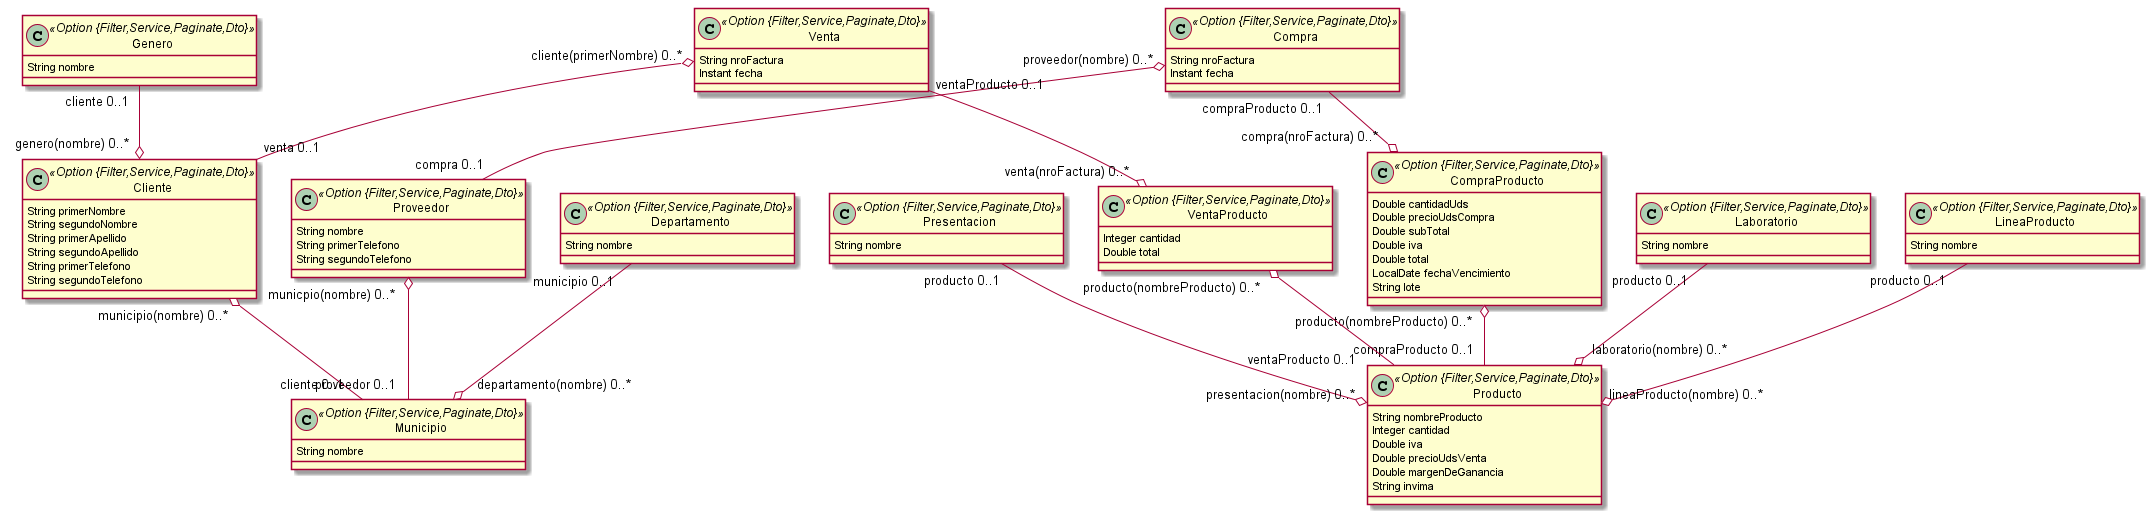 C
«Option {Filter,Service,Paginate,Dto}»
Genero
String nombre
C
«Option {Filter,Service,Paginate,Dto}»
Venta
String nroFactura
Instant fecha
C
«Option {Filter,Service,Paginate,Dto}»
Compra
String nroFactura
Instant fecha
cliente 0..1
genero(nombre) 0..*
cliente(primerNombre) 0..*
venta 0..1
proveedor(nombre) 0..*
compra 0..1
ventaProducto 0..1
venta(nroFactura) 0..*
compraProducto 0..1
compra(nroFactura) 0..*
C
«Option {Filter,Service,Paginate,Dto}»
Cliente
String primerNombre
String segundoNombre
String primerApellido
String segundoApellido
String primerTelefono
String segundoTelefono
C
«Option {Filter,Service,Paginate,Dto}»
Proveedor
String nombre
String primerTelefono
String segundoTelefono
C
«Option {Filter,Service,Paginate,Dto}»
Departamento
String nombre
C
«Option {Filter,Service,Paginate,Dto}»
Presentacion
String nombre
C
«Option {Filter,Service,Paginate,Dto}»
VentaProducto
Integer cantidad
Double total
C
«Option {Filter,Service,Paginate,Dto}»
CompraProducto
Double cantidadUds
Double precioUdsCompra
Double subTotal
Double iva
Double total
LocalDate fechaVencimiento
String lote
C
«Option {Filter,Service,Paginate,Dto}»
Laboratorio
String nombre
C
«Option {Filter,Service,Paginate,Dto}»
LineaProducto
String nombre
municipio(nombre) 0..*
cliente 0..1
municpio(nombre) 0..*
proveedor 0..1
municipio 0..1
departamento(nombre) 0..*
producto 0..1
presentacion(nombre) 0..*
producto(nombreProducto) 0..*
ventaProducto 0..1
producto(nombreProducto) 0..*
compraProducto 0..1
producto 0..1
laboratorio(nombre) 0..*
producto 0..1
lineaProducto(nombre) 0..*
C
«Option {Filter,Service,Paginate,Dto}»
Municipio
String nombre
C
«Option {Filter,Service,Paginate,Dto}»
Producto
String nombreProducto
Integer cantidad
Double iva
Double precioUdsVenta
Double margenDeGanancia
String invima